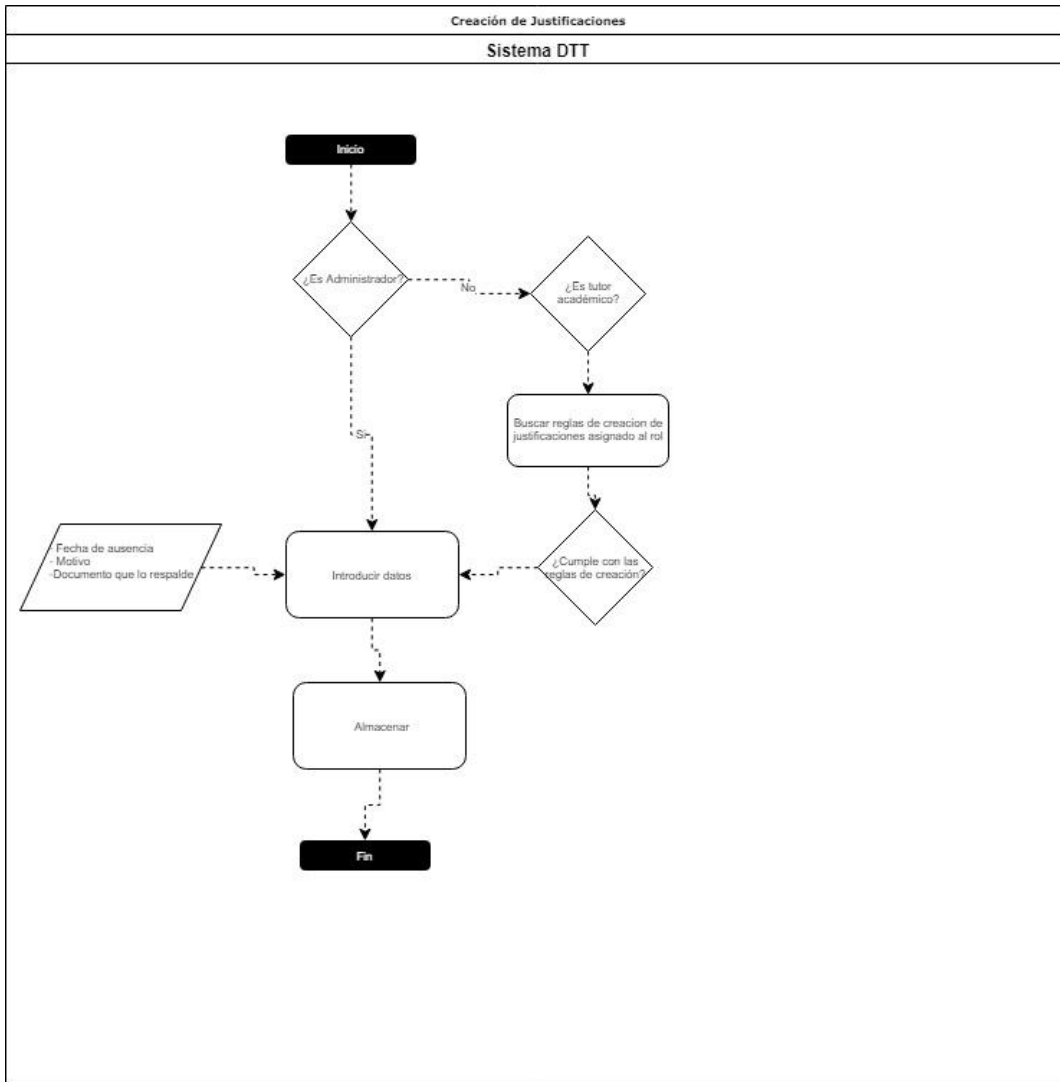 Creación de Justificaciones
Sistema DTT
Inicio
¿Es Administrador?
No
¿Es tutor
académico?
Si
Buscar reglas de creacion de
justificaciones asignado al rol
- Fecha de ausencia
- Motivo
-Documento que lo respalde
Introducir datos
¿Cumple con las
reglas de creación?
Almacenar
Fin